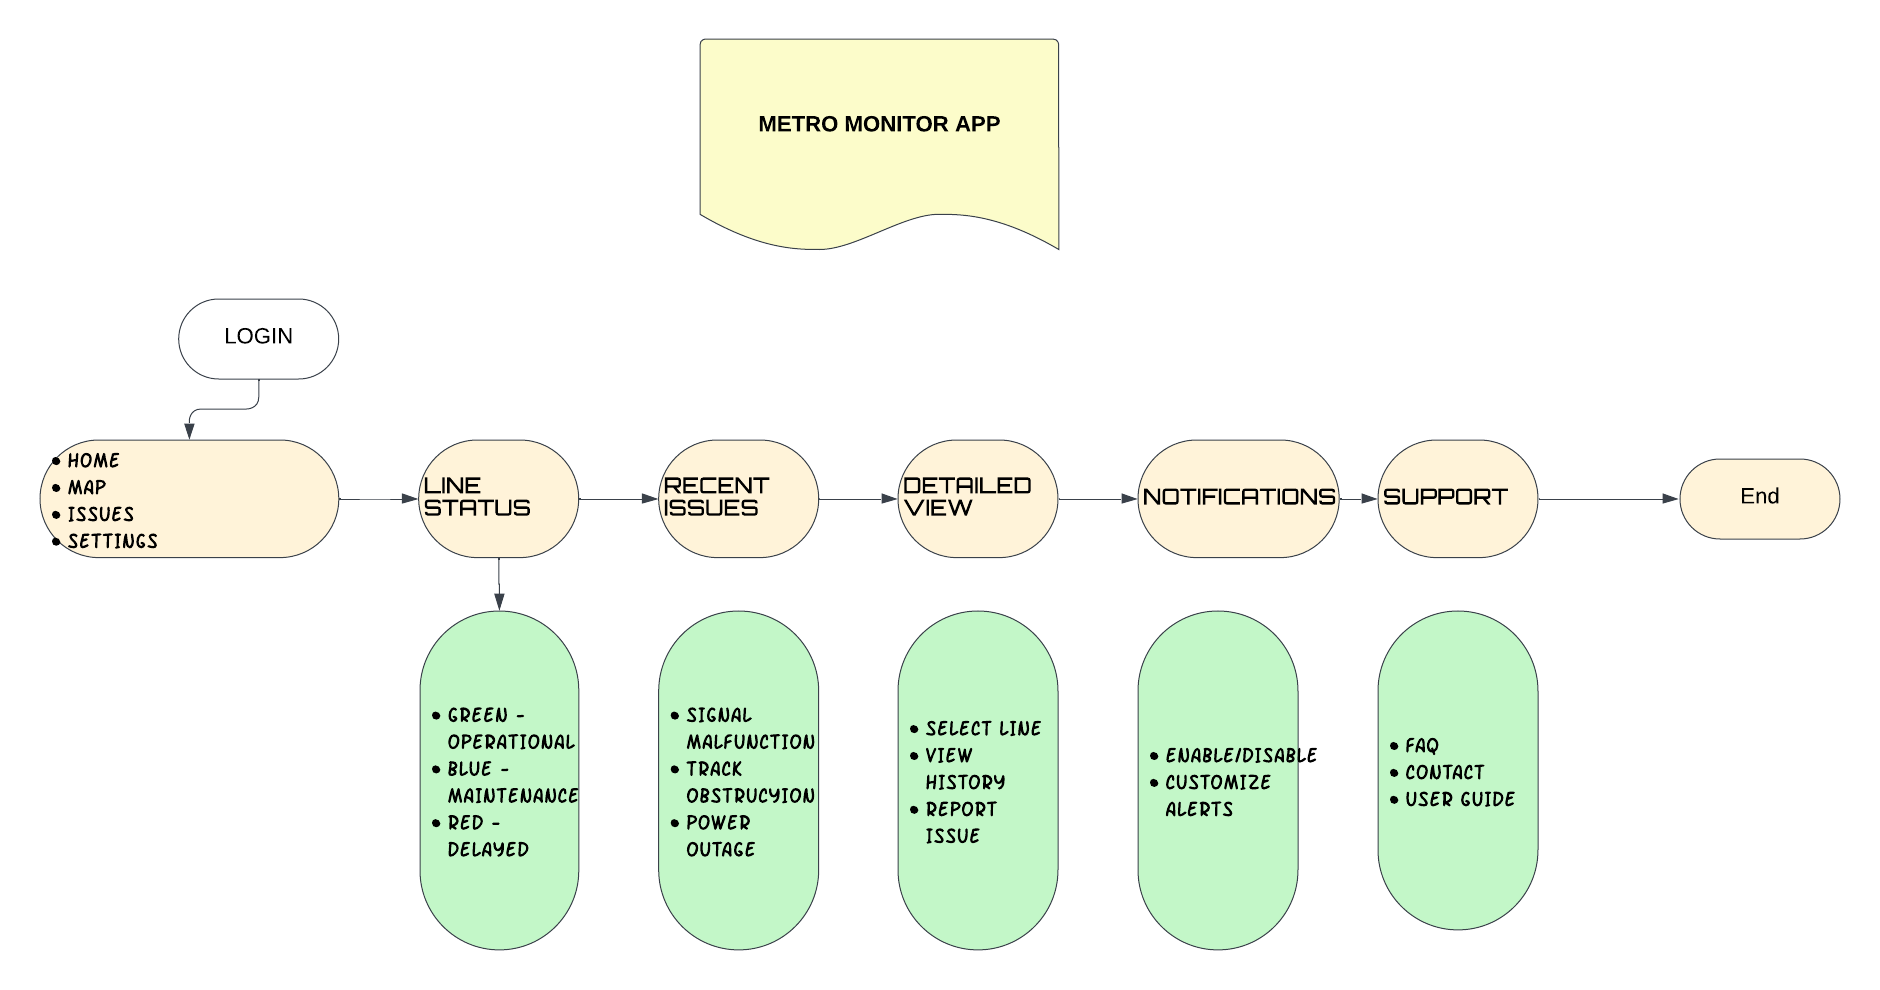 METRO MONITOR APP
LOGIN
• HOME
• MAP
• ISSUES
• SETTINGS
LINE
STATUS
RECENT
ISSUES
DETAILED
VIEW
NOTIFICATIONS
SUPPORT
End
• GREEN -
OPERATIONAL
• BLUE -
MAINTENANCE
• RED -
DELAYED
• SIGNAL
MALFUNCTION
• TRACK
OBSTRUCYION
• POWER
OUTAGE
• SELECT LINE
• VIEW
HISTORY
• REPORT
ISSUE
• ENABLE/DISABLE
• CUSTOMIZE
ALERTS
• FAQ
• CONTACT
• USER GUIDE